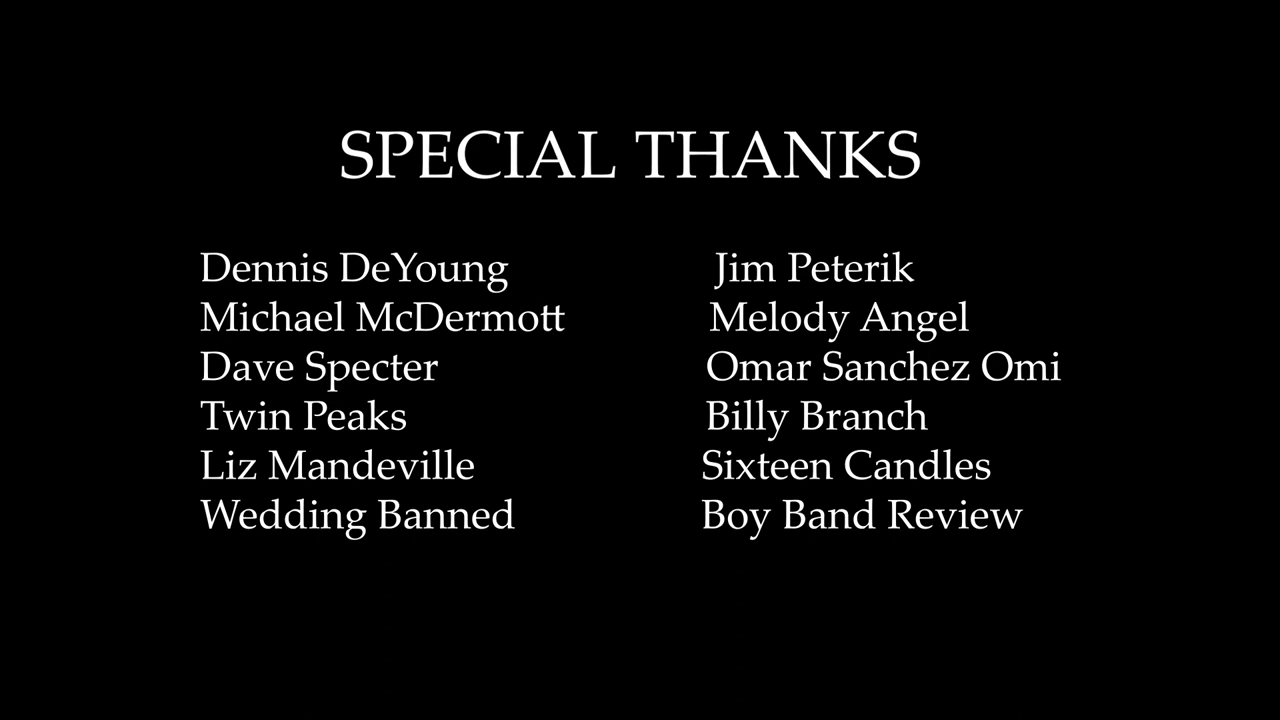 SPECIAL THANKS
Dennis DeYoung Jim Peterik
Michael McDermott Melody Angel
Dave Specter Omar Sanchez Omi
Twin Peaks Billy Branch
Liz Mandeville Sixteen Candles
Wedding Banned Boy Band Review